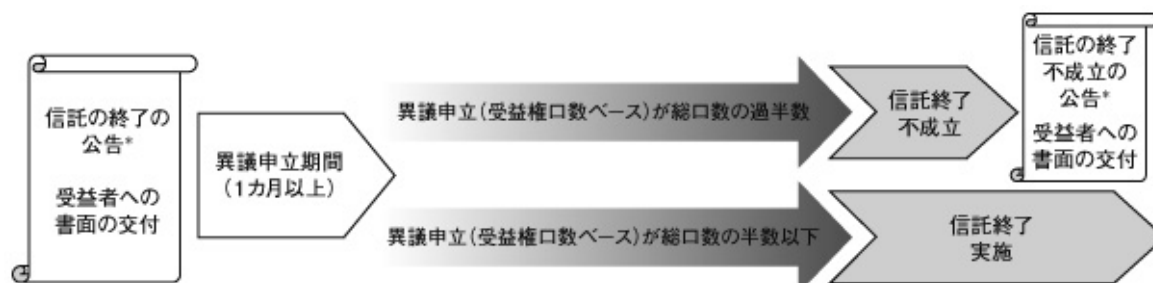 信託の終了の
公告*
受益者への
書面の交付
異議申立期間
(1カ月以上)
異議申立(受益権口数ベース)が総口数の過半数
信託終了
不成立
信託の終了
不成立の
公告*
受益者への
書面の交付
異議申立(受益権口数ベース)が総口数の半数以下
信託終了
実施